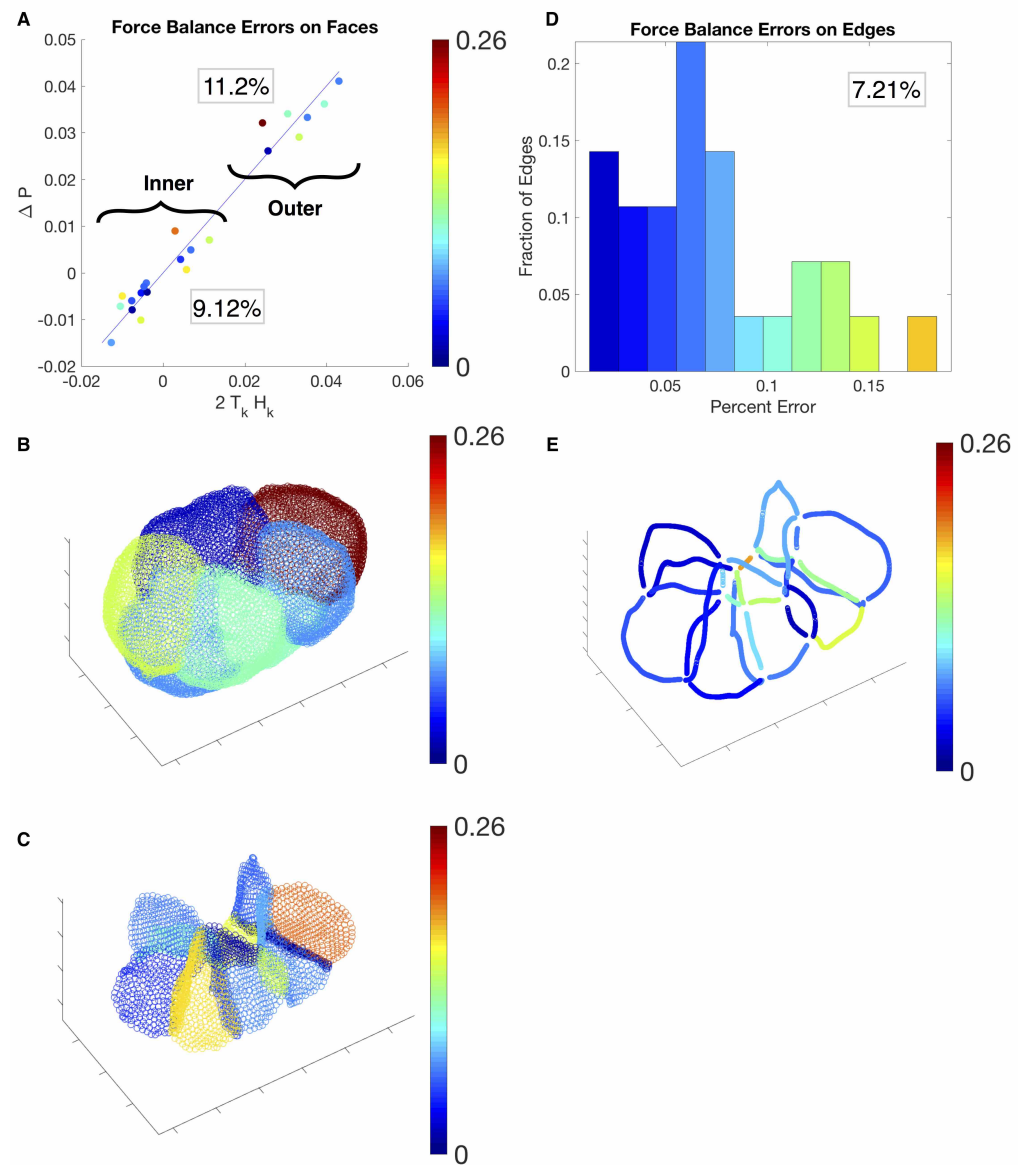 A
Force Balance Errors on Faces
0.05
0.04
0.03
0.02
0.01
0
-0.01
-0.02
Δ P
11.2%
Inner
Outer
9.12%
-0.02
0
0.02
0.04
0.06
2 Tk Hk
0.26
0
D
Force Balance Errors on Edges
0.2
0.15
0.1
0.05
0
Fraction of Edges
7.21%
0.05
0.1
0.15
Percent Error
B
0.26
0
E
0.26
0
C
0.26
0